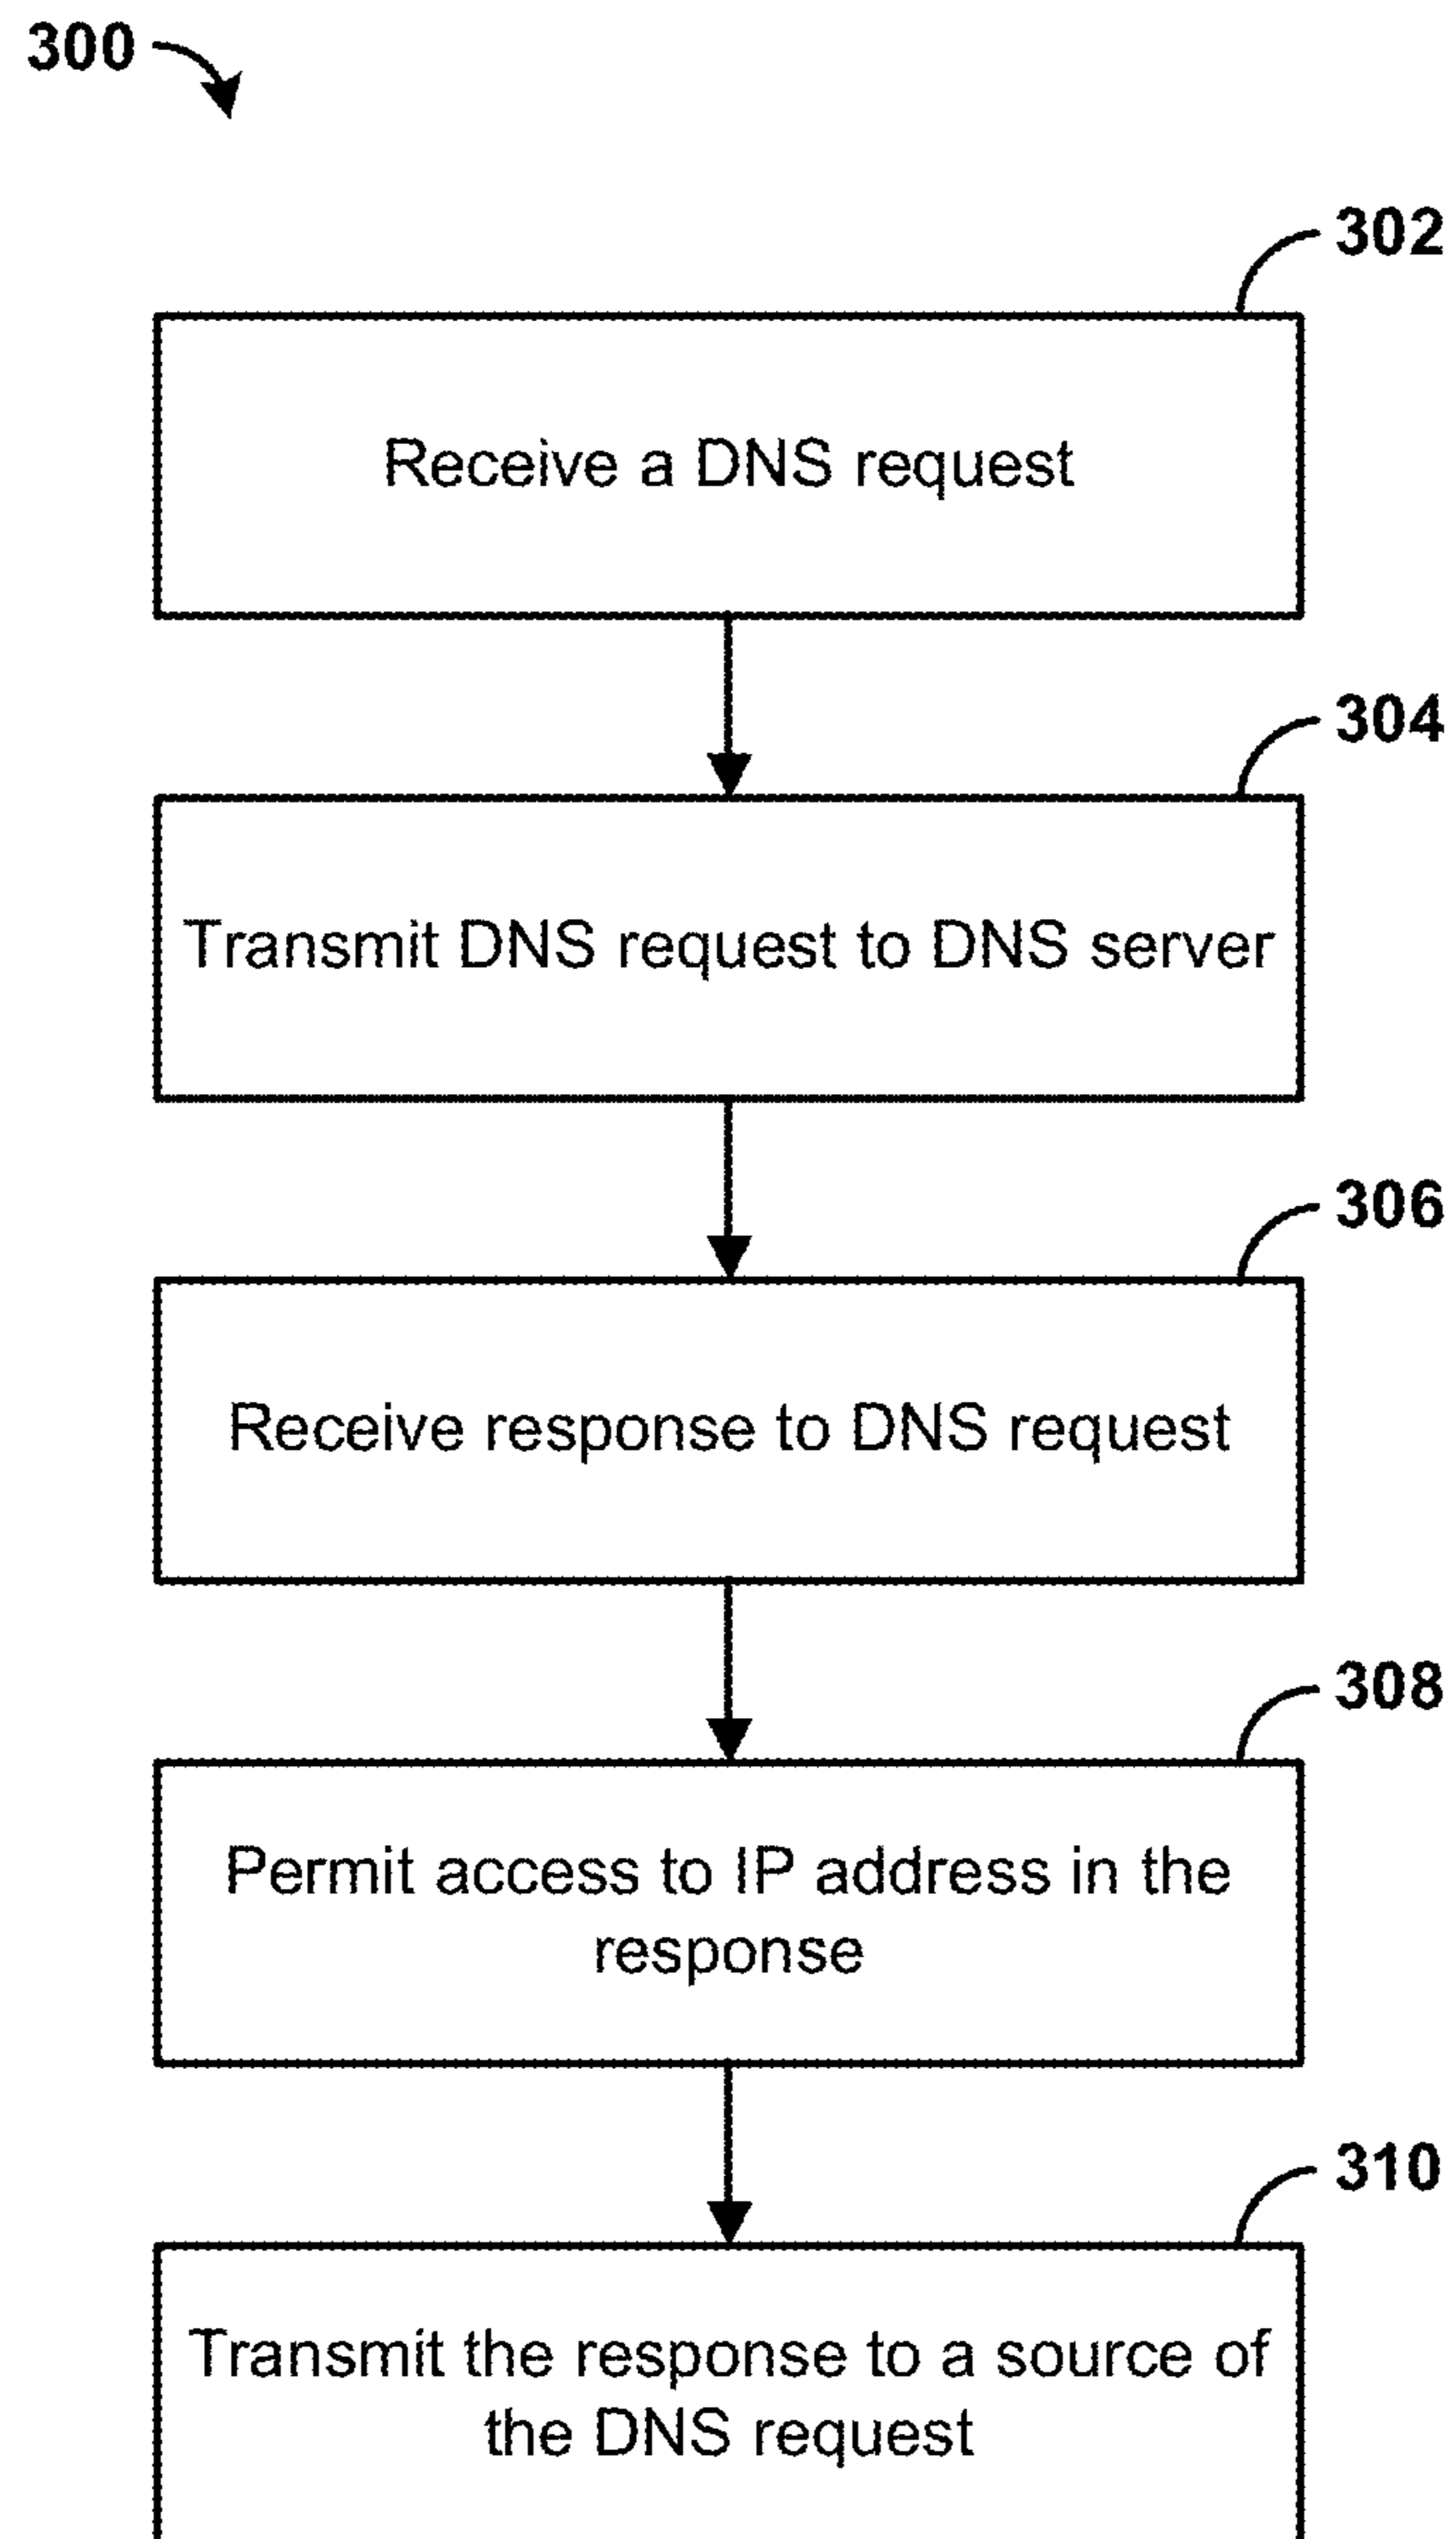 300
302
Receive a DNS request
304
Transmit DNS request to DNS server
306
Receive response to DNS request
308
Permit access to IP address in the
response
310
Transmit the response to a source of
the DNS request